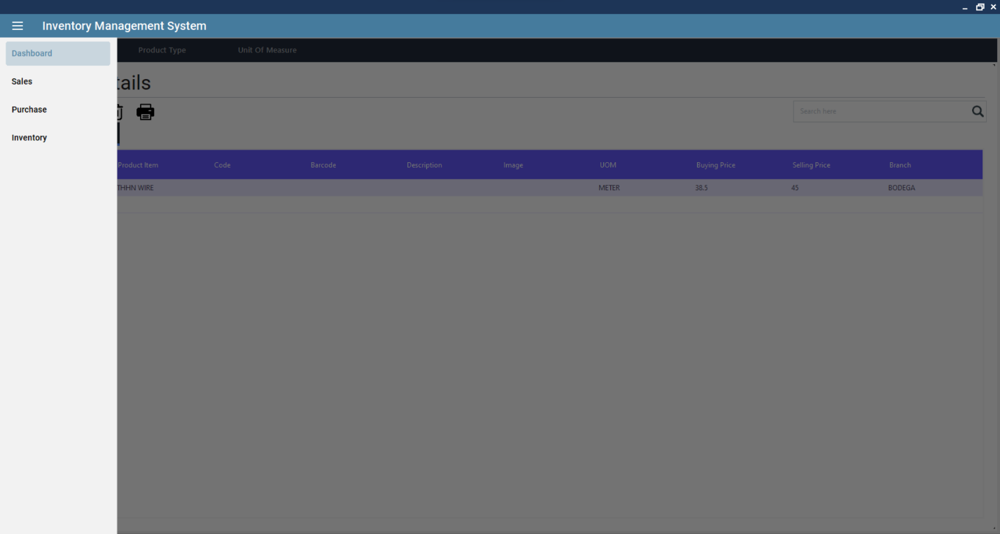 Inventory Management System
Dashboard
Sales
Purchase
Inventory
Product Type Unit Of Measure
tails
Search here
Product Item Code Barcode Description Image UOM Buying Price Selling Price Branch
THHN WIRE METER 38.5 45 BODEGA